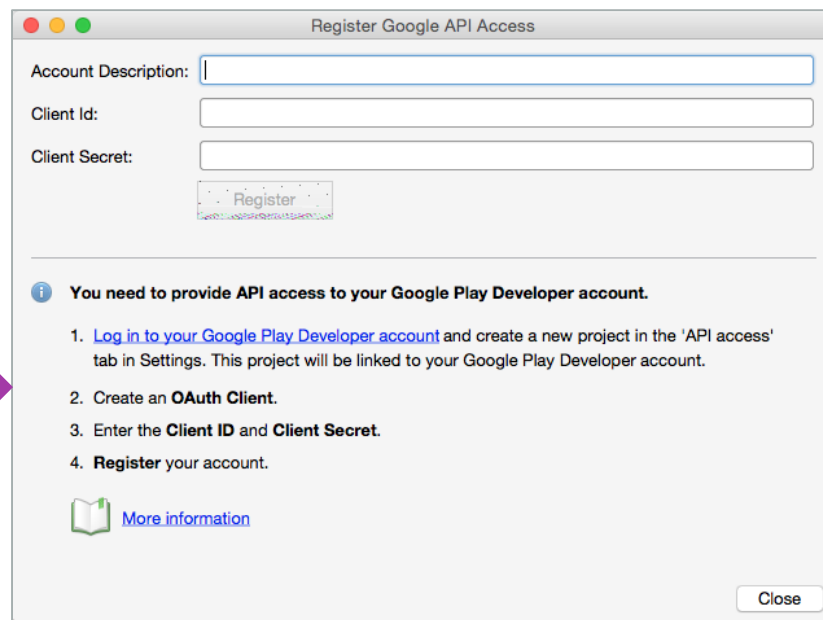 Register Google API Access
Account Description:
Client Id:
Client Secret:
Register
You need to provide API access to your Google Play Developer account.
1. Log in to your Google Play Developer account and create a new project in the 'API access'
tab in Settings. This project will be linked to your Google Play Developer account.
2. Create an OAuth Client.
3. Enter the Client ID and Client Secret.
4. Register your account.
More information
Close